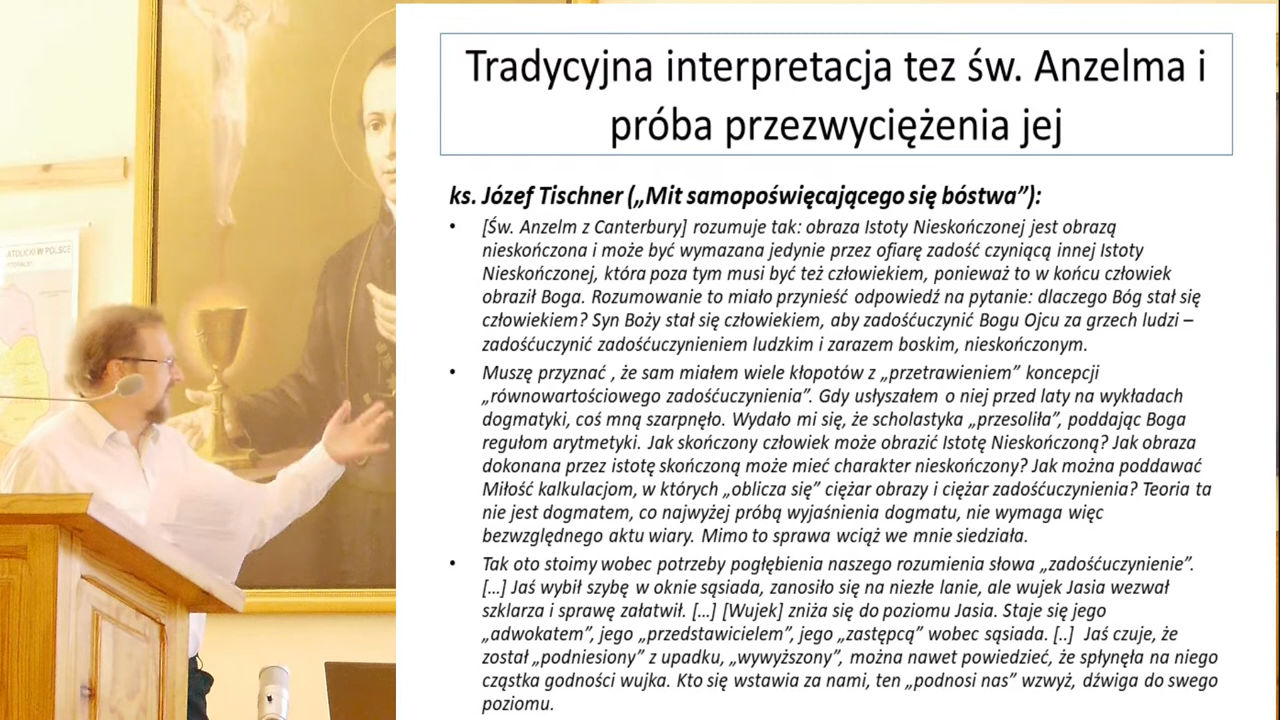 ATOLICKI W POLSCE
Tradycyjna interpretacja tez św. Anzelma i
próba przezwyciężenia jej
ks. Józef Tischner („Mit samopoświęcającego się bóstwa”):
• [Św. Anzelm z Canterbury] rozumuje tak: obraza Istoty Nieskończonej jest obrazą
nieskończona i może być wymazana jedynie przez ofiarę zadość czyniącą innej Istoty
Nieskończonej, która poza tym musi być też człowiekiem, ponieważ to w końcu człowiek
obraził Boga. Rozumowanie to miało przynieść odpowiedź na pytanie: dlaczego Bóg stał się
człowiekiem? Syn Boży stał się człowiekiem, aby zadośćuczynić Bogu Ojcu za grzech ludzi –
zadośćuczynić zadośćuczynieniem ludzkim i zarazem boskim, nieskończonym.
• Muszę przyznać , że sam miałem wiele kłopotów z „przetrawieniem” koncepcji
„równowartościowego zadośćuczynienia”. Gdy usłyszałem o niej przed laty na wykładach
dogmatyki, coś mną szarpnęło. Wydało mi się, że scholastyka „przesoliła”, poddając Boga
regułom arytmetyki. Jak skończony człowiek może obrazić Istotę Nieskończoną? Jak obraza
dokonana przez istotę skończoną może mieć charakter nieskończony? Jak można poddawać
Miłość kalkulacjom, w których „oblicza się” ciężar obrazy i ciężar zadośćuczynienia? Teoria ta
nie jest dogmatem, co najwyżej próbą wyjaśnienia dogmatu, nie wymaga więc
bezwzględnego aktu wiary. Mimo to sprawa wciąż we mnie siedziała.
• Tak oto stoimy wobec potrzeby pogłębienia naszego rozumienia słowa „zadośćuczynienie”.
[…] Jaś wybił szybę w oknie sąsiada, zanosiło się na niezłe lanie, ale wujek Jasia wezwał
szklarza i sprawę załatwił. […] [Wujek] zniża się do poziomu Jasia. Staje się jego
„adwokatem”, jego „przedstawicielem”, jego „zastępcą” wobec sąsiada. [..] Jaś czuje, że
został „podniesiony” z upadku, „wywyższony”, można nawet powiedzieć, że spłynęła na niego
cząstka godności wujka. Kto się wstawia za nami, ten „podnosi nas” wzwyż, dźwiga do swego
poziomu.